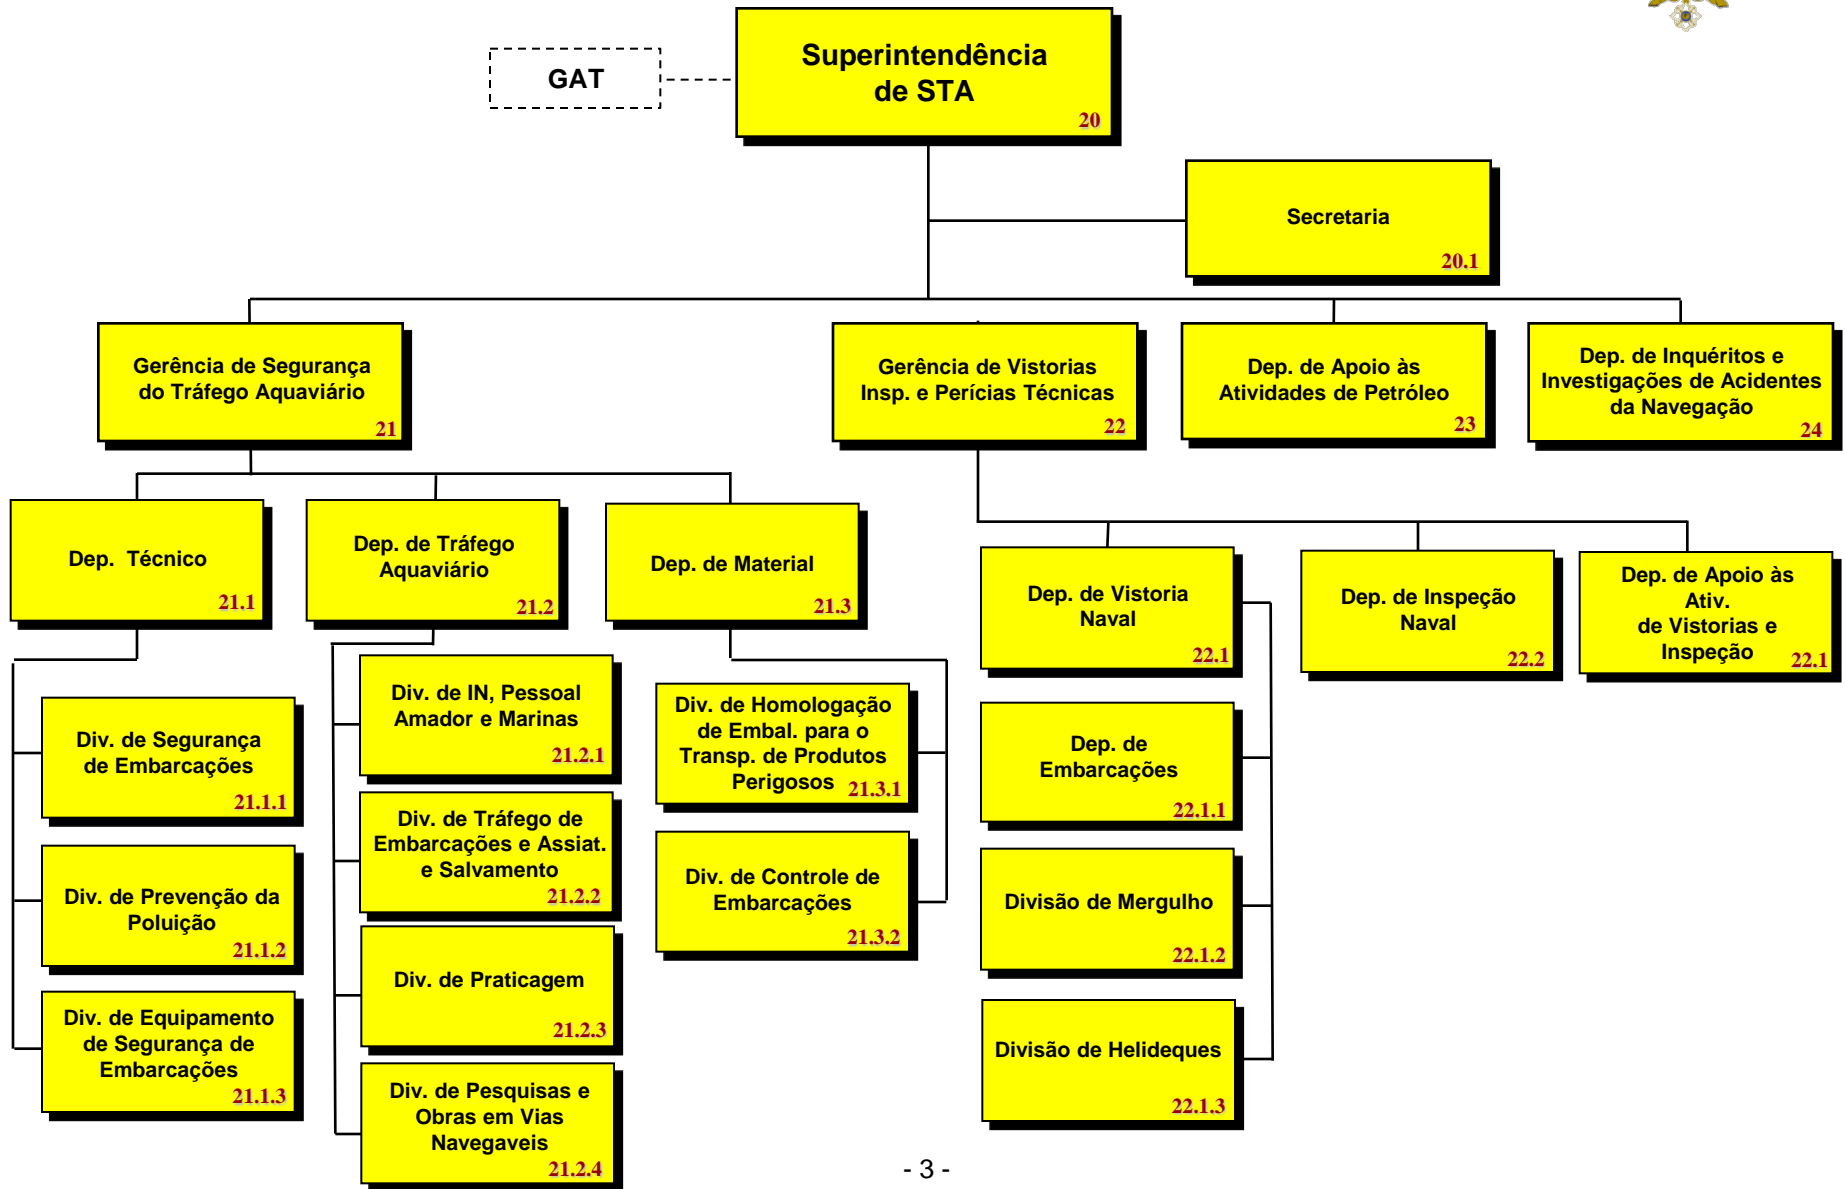 GAT
Superintendência
de STA
20
Secretaria
20.1
Gerência de Segurança
do Tráfego Aquaviário
21
Gerência de Vistorias
Insp. e Perícias Técnicas
22
Dep. de Apoio às
Atividades de Petróleo
23
Dep. de Inquéritos e
Investigações de Acidentes
da Navegação
24
Dep. Técnico
21.1
Dep. de Tráfego
Aquaviário
21.2
Dep. de Material
21.3
Dep. de Vistoria
Naval
22.1
Dep. de Inspeção
Naval
22.2
Dep. de Apoio às
Ativ.
de Vistorias e
Inspeção
22.1
Div. de Segurança
de Embarcações
21.1.1
Div. de Prevenção da
Poluição
21.1.2
Div. de Equipamento
de Segurança de
Embarcações
21.1.3
Div. de IN, Pessoal
Amador e Marinas
21.2.1
Div. de Tráfego de
Embarcações e Assiat.
e Salvamento
21.2.2
Div. de Praticagem
21.2.3
Div. de Pesquisas e
Obras em Vias
Navegaveis
21.2.4
Div. de Homologação
de Embal. para o
Transp. de Produtos
Perigosos
21.3.1
Div. de Controle de
Embarcações
21.3.2
Dep. de
Embarcações
22.1.1
Divisão de Mergulho
22.1.2
Divisão de Helideques
22.1.3
- 3 -